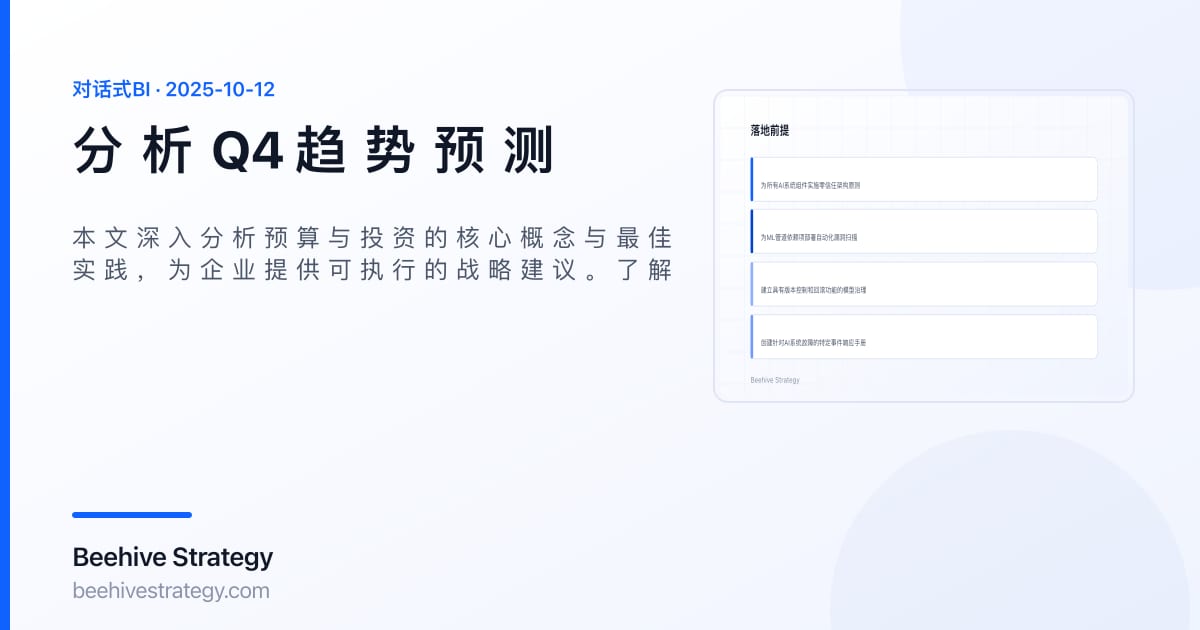 对话式BI · 2025-10-12
分析Q4趋势预测
本文深入分析预算与投资的核心概念与最佳
实践，为企业提供可执行的战略建议。了解
落地前提
为所有AI系统组件实施零信任架构原则
为ML管道依赖项部署自动化漏洞扫描
建立具有版本控制和回滚功能的模型治理
创建针对AI系统故障的特定事件响应手册
Beehive Strategy
Beehive Strategy
beehivestrategy.com